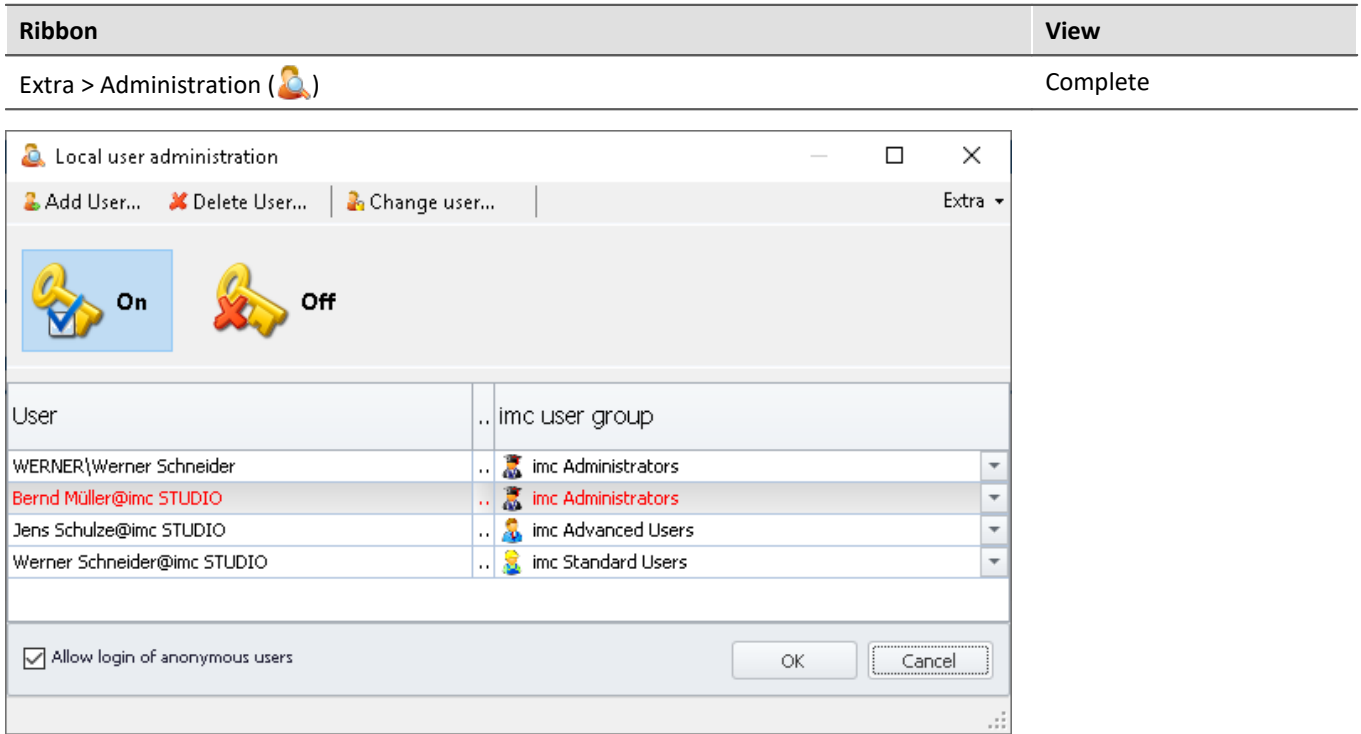 Ribbon View
Extra > Administration ( ) Complete
Local user administration
Add User... Delete User... Change user... Extra
On Off
User .. imc user group
WERNER\Werner Schneider .. imc Administrators
Bernd Müller@imc STUDIO .. imc Administrators
Jens Schulze@imc STUDIO .. imc Advanced Users
Werner Schneider@imc STUDIO .. imc Standard Users
Allow login of anonymous users OK Cancel